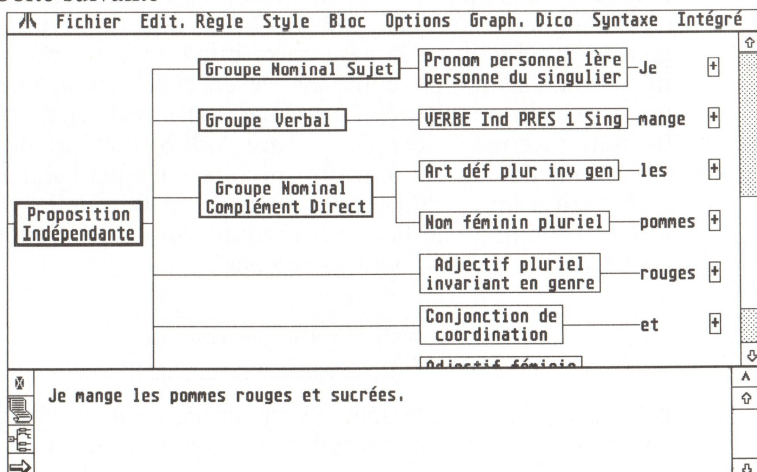 Fichier Edit. Règle Style Bloc Options Graph. Dico Syntaxe Intégré
Groupe Nominal Sujet
Pronom personnel 1ère
personne du singulier
Je
+
Groupe Verbal
VERBE Ind PRES 1 Sing
mange
+
Groupe Nominal
Complément Direct
Art déf plur inv gen
les
+
Proposition
Indépendante
Nom féminin pluriel
pommes
+
Adjectif pluriel
invariant en genre
rouges
+
Conjonction de
coordination
et
+
Adjectif féminin
Je mange les pommes rouges et sucrées.